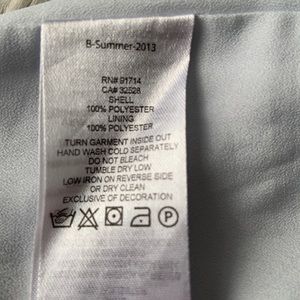 B-Summer-2013
RN# 91714
CA# 32528
SHELL
100% POLYESTER
LINING
100% POLYESTER
TURN GARMENT INSIDE OUT
HAND WASH COLD SEPARATELY
DO NOT BLEACH
TUMBLE DRY LOW
LOW IRON ON REVERSE SIDE
OR DRY CLEAN
EXCLUSIVE OF DECORATION
P